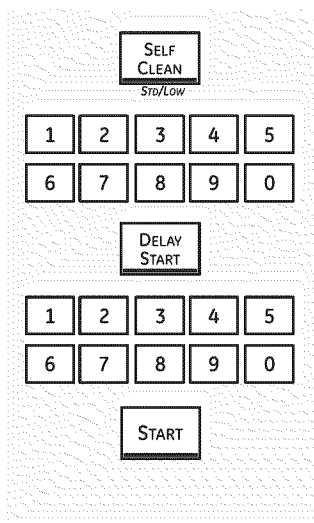 SELF
CLEAN
STD/LOW
1 2 3 4 5
6 7 8 9 0
DELAY
START
1 2 3 4 5
6 7 8 9 0
START